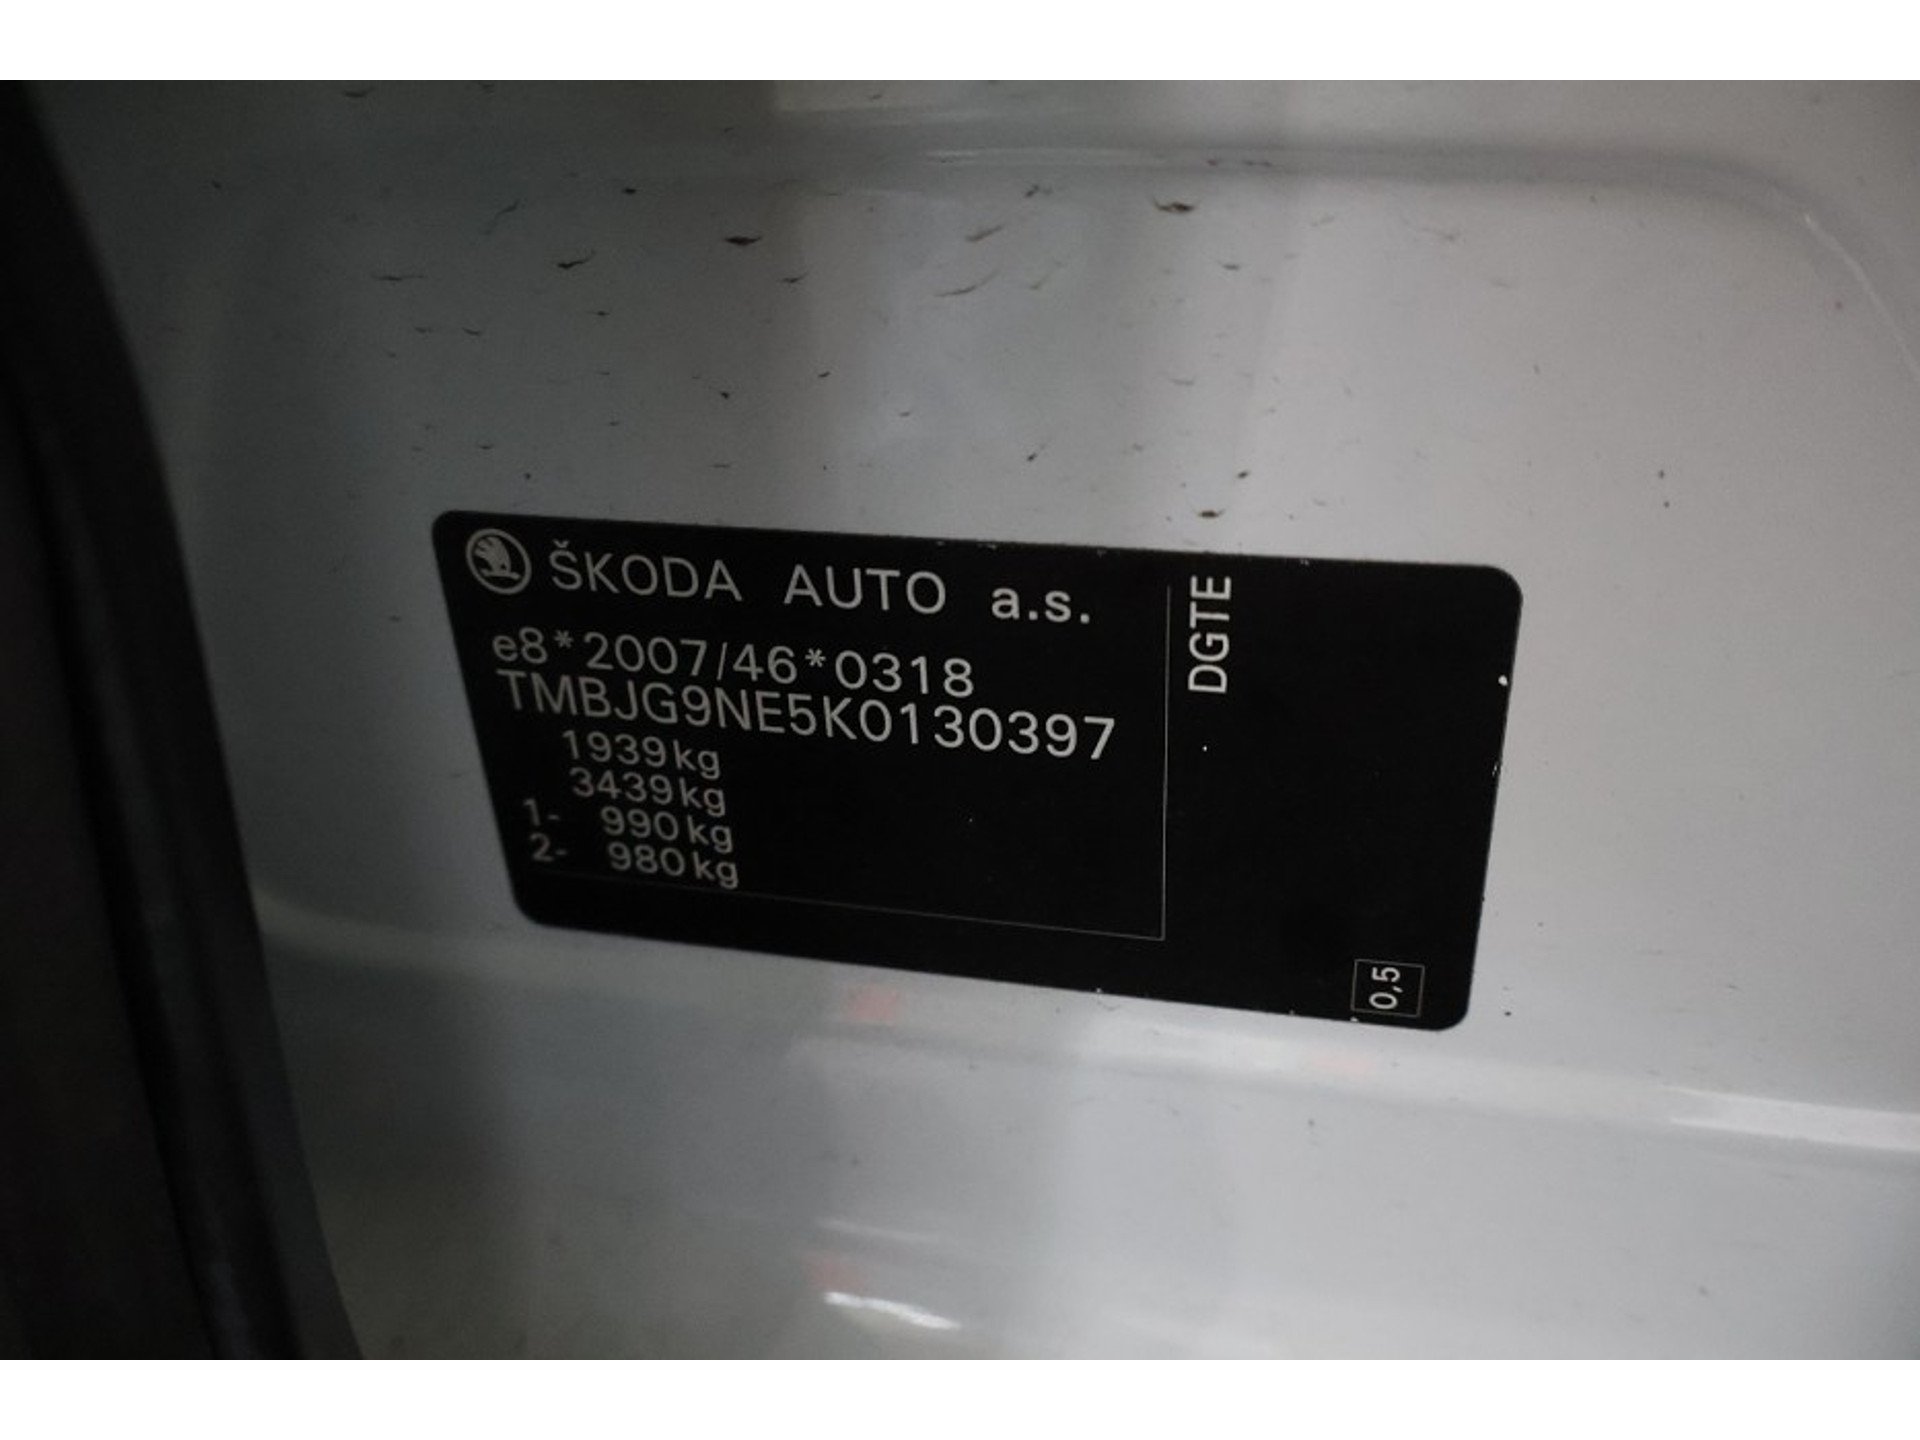 ŠKODA AUTO a.s.
e8*2007/46*0318
TMBJG9NE5K0130397
1939kg
3439kg
1- 990kg
2- 980kg
DGTE
0,5